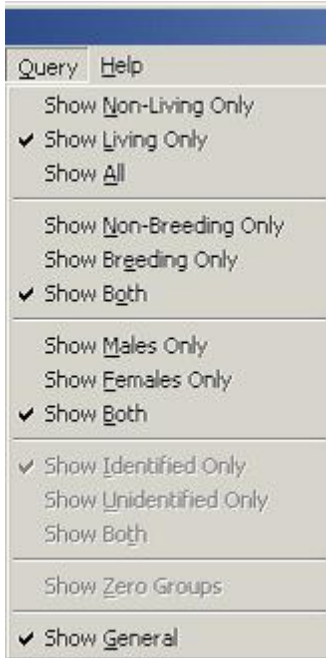 Query Help
Show Non-Living Only
Show Living Only
Show All
Show Non-Breeding Only
Show Breeding Only
Show Both
Show Males Only
Show Females Only
Show Both
Show Identified Only
Show Unidentified Only
Show Both
Show Zero Groups
Show General